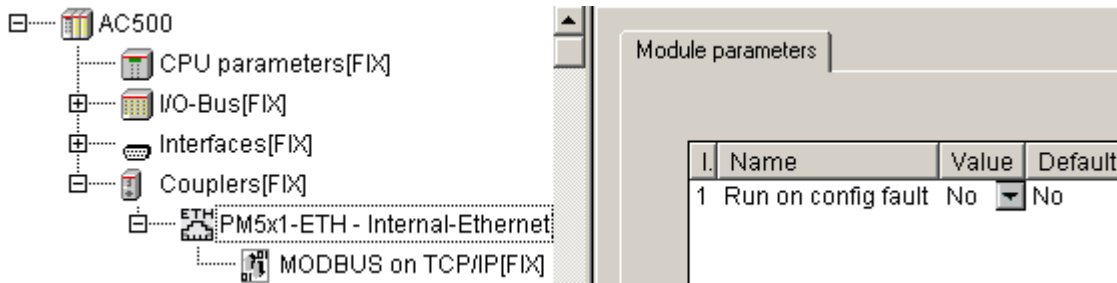 AC500
CPU parameters[FIX]
I/O-Bus[FIX]
Interfaces[FIX]
Couplers[FIX]
ETH PM5x1-ETH - Internal-Ethernet
MODBUS on TCP/IP[FIX]
Module parameters
I. Name Value Default
1 Run on config fault No No